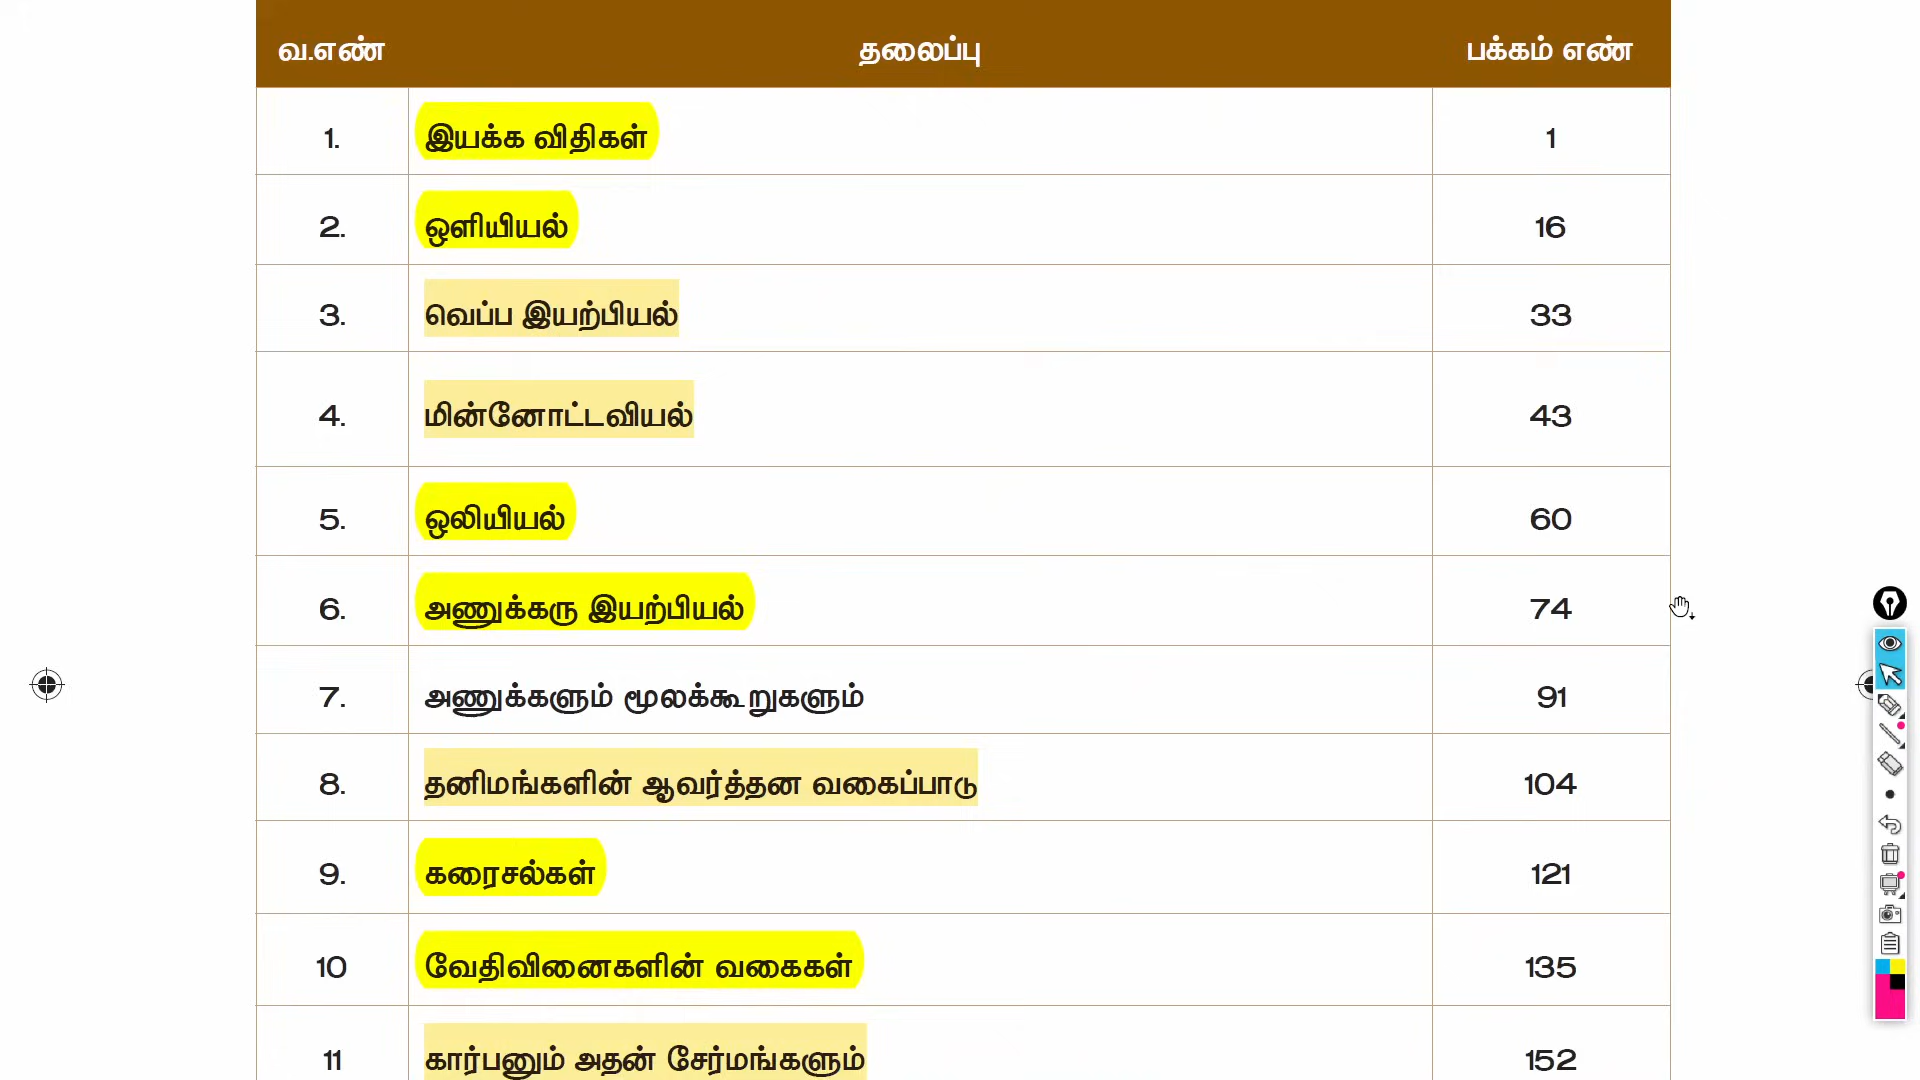 வ.எண் தலைப்பு பக்கம் எண்
1. இயக்க விதிகள் 1
2. ஒளியியல் 16
3. வெப்ப இயற்பியல் 33
4. மின்னோட்டவியல் 43
5. ஒலியியல் 60
6. அணுக்கரு இயற்பியல் 74
7. அணுக்களும் மூலக்கூறுகளும் 91
8. தனிமங்களின் ஆவர்த்தன வகைப்பாடு 104
9. கரைசல்கள் 121
10 வேதிவினைகளின் வகைகள் 135
11 கார்பனும் அதன் சேர்மங்களும் 152